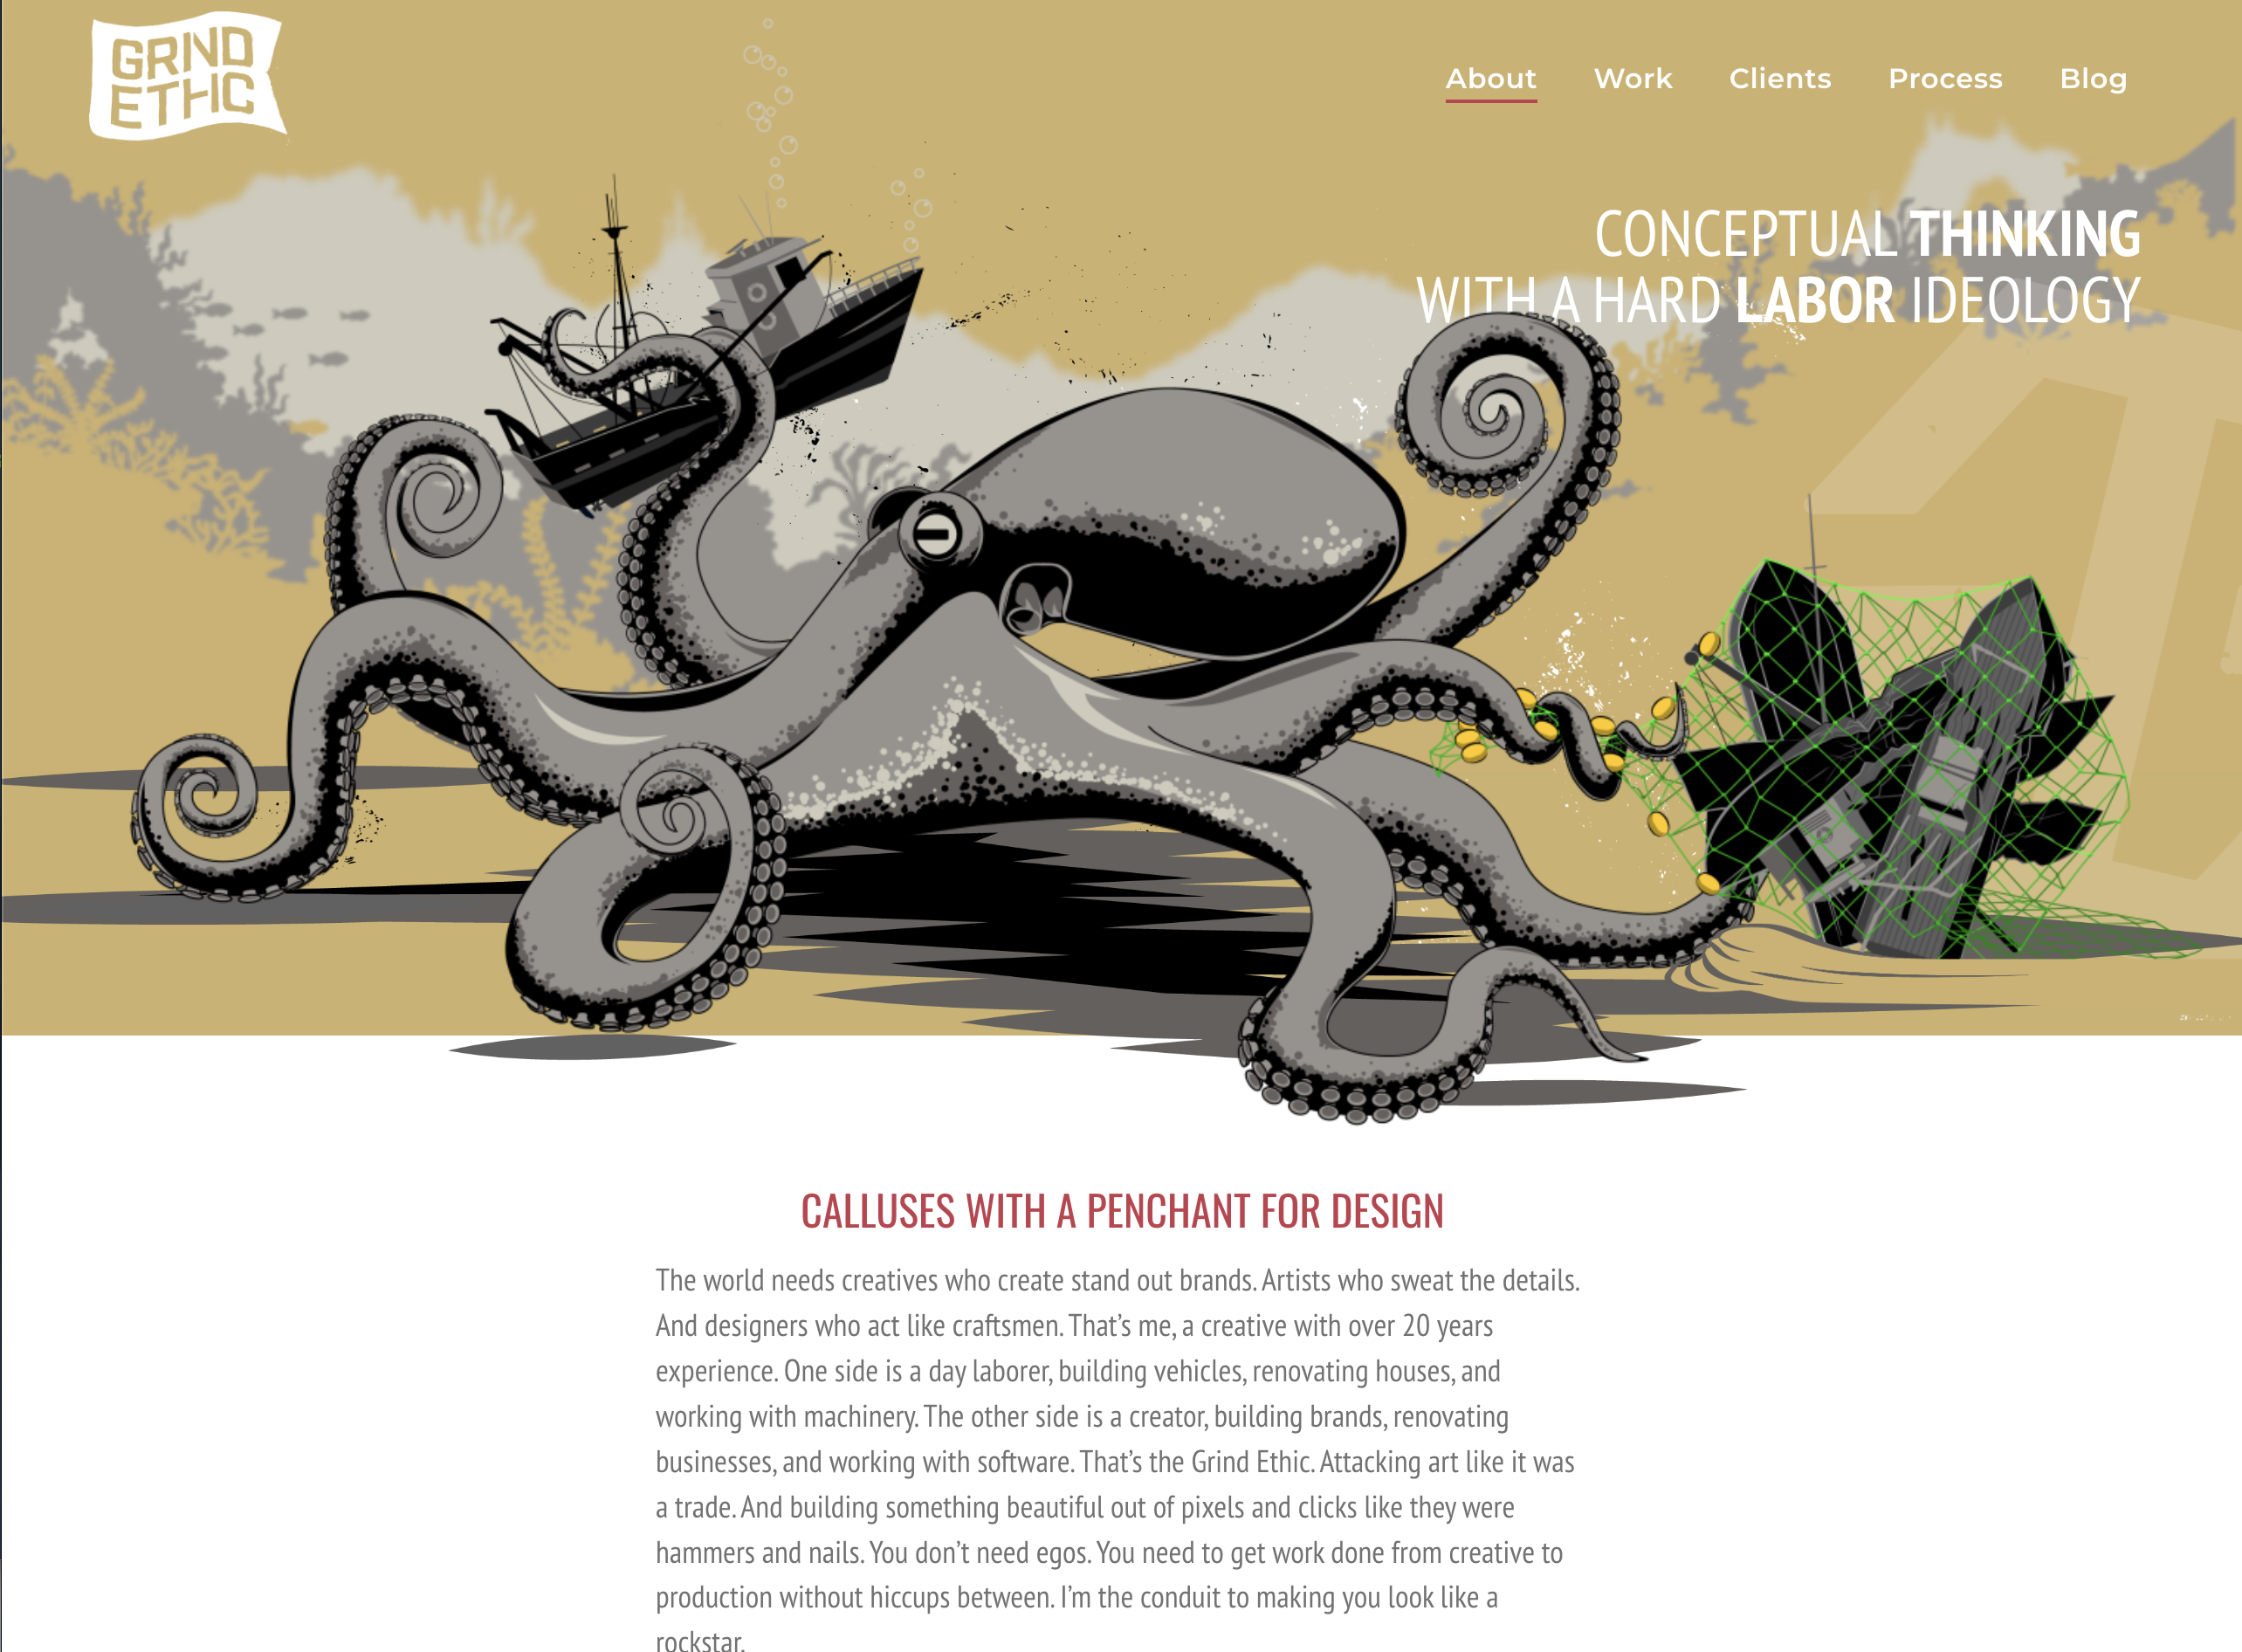 GRIND
ETHIC
About
Work
Clients
Process
Blog
CONCEPTUAL THINKING
WITH A HARD LABOR IDEOLOGY
CALLUSES WITH A PENCHANT FOR DESIGN
The world needs creatives who create stand out brands. Artists who sweat the details.
And designers who act like craftsmen. That’s me, a creative with over 20 years
experience. One side is a day laborer, building vehicles, renovating houses, and
working with machinery. The other side is a creator, building brands, renovating
businesses, and working with software. That’s the Grind Ethic. Attacking art like it was
a trade. And building something beautiful out of pixels and clicks like they were
hammers and nails. You don’t need egos. You need to get work done from creative to
production without hiccups between. I’m the conduit to making you look like a
rockstar.